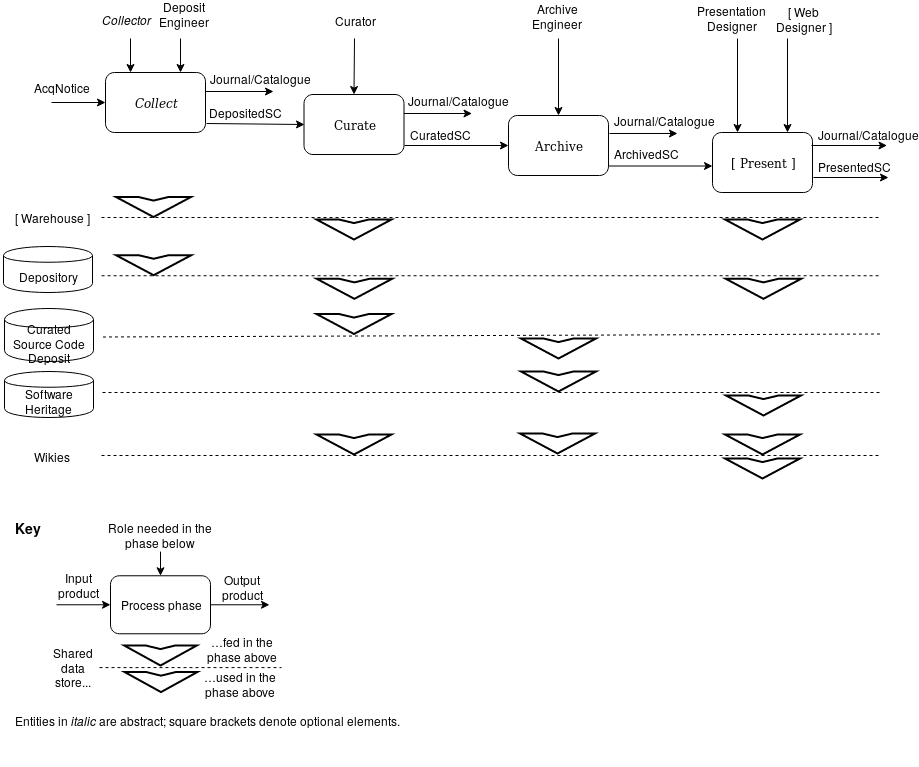 Collector
Deposit
Engineer
Curator
Archive
Engineer
Presentation
Designer
[ Web
Designer ]
AcqNotice
Collect
Journal/Catalogue
DepositedSC
Curate
Journal/Catalogue
CuratedSC
Archive
Journal/Catalogue
ArchivedSC
[ Present ]
Journal/Catalogue
PresentedSC
[ Warehouse ]
Depository
Curated
Source Code
Deposit
Software
Heritage
Wikies
Key
Role needed in the
phase below
Input
product
Process phase
Output
product
Shared
data
store...
...fed in the
phase above
...used in the
phase above
Entities in italic are abstract; square brackets denote optional elements.